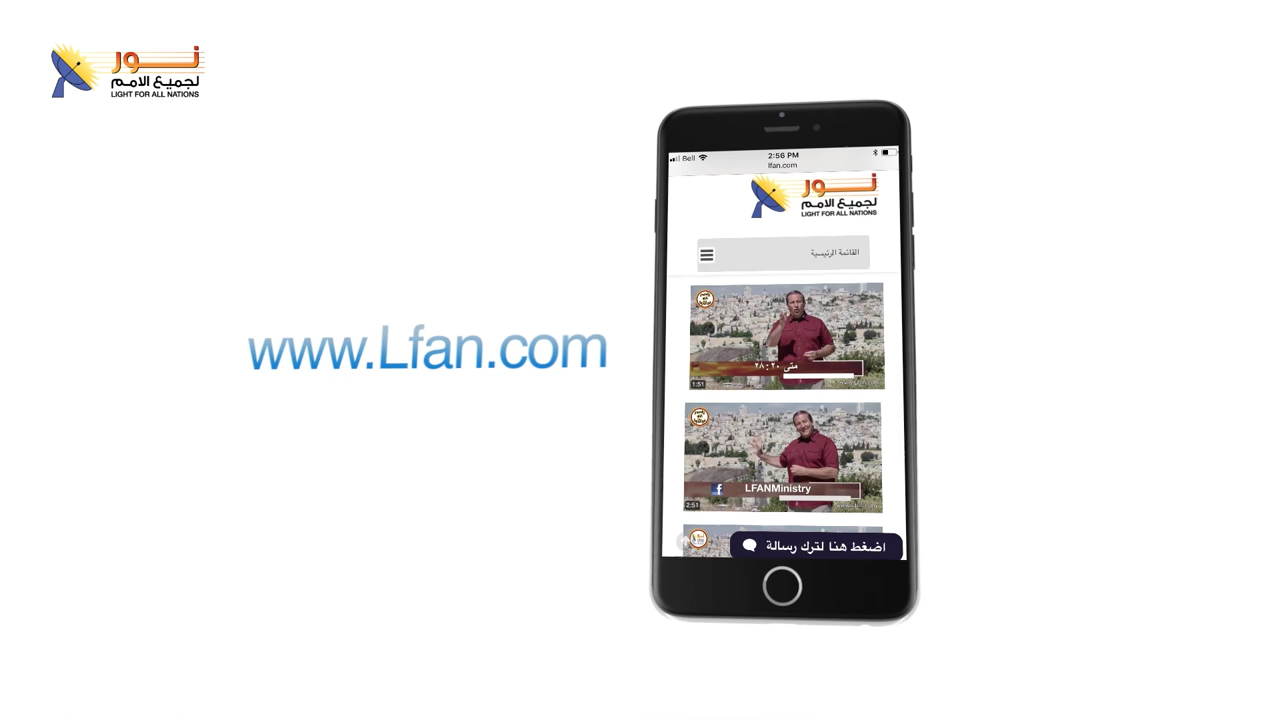 نور
لجميع الامم
LIGHT FOR ALL NATIONS
www.Lfan.com
Bell
2:56 PM
lfan.com
نور
لجميع الامم
LIGHT FOR ALL NATIONS
القائمة الرئيسية
متى ٢٠:٢٨
1:51
LFANMinistry
2:51
اضغط هنا لترك رسالة